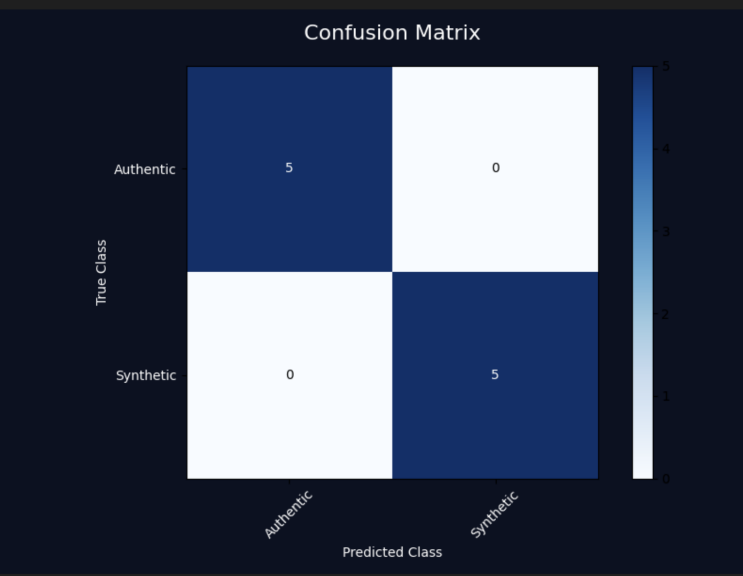 Confusion Matrix
5
Authentic
5
0
4
3
True Class
2
Synthetic
0
5
1
0
Authentic
Synthetic
Predicted Class